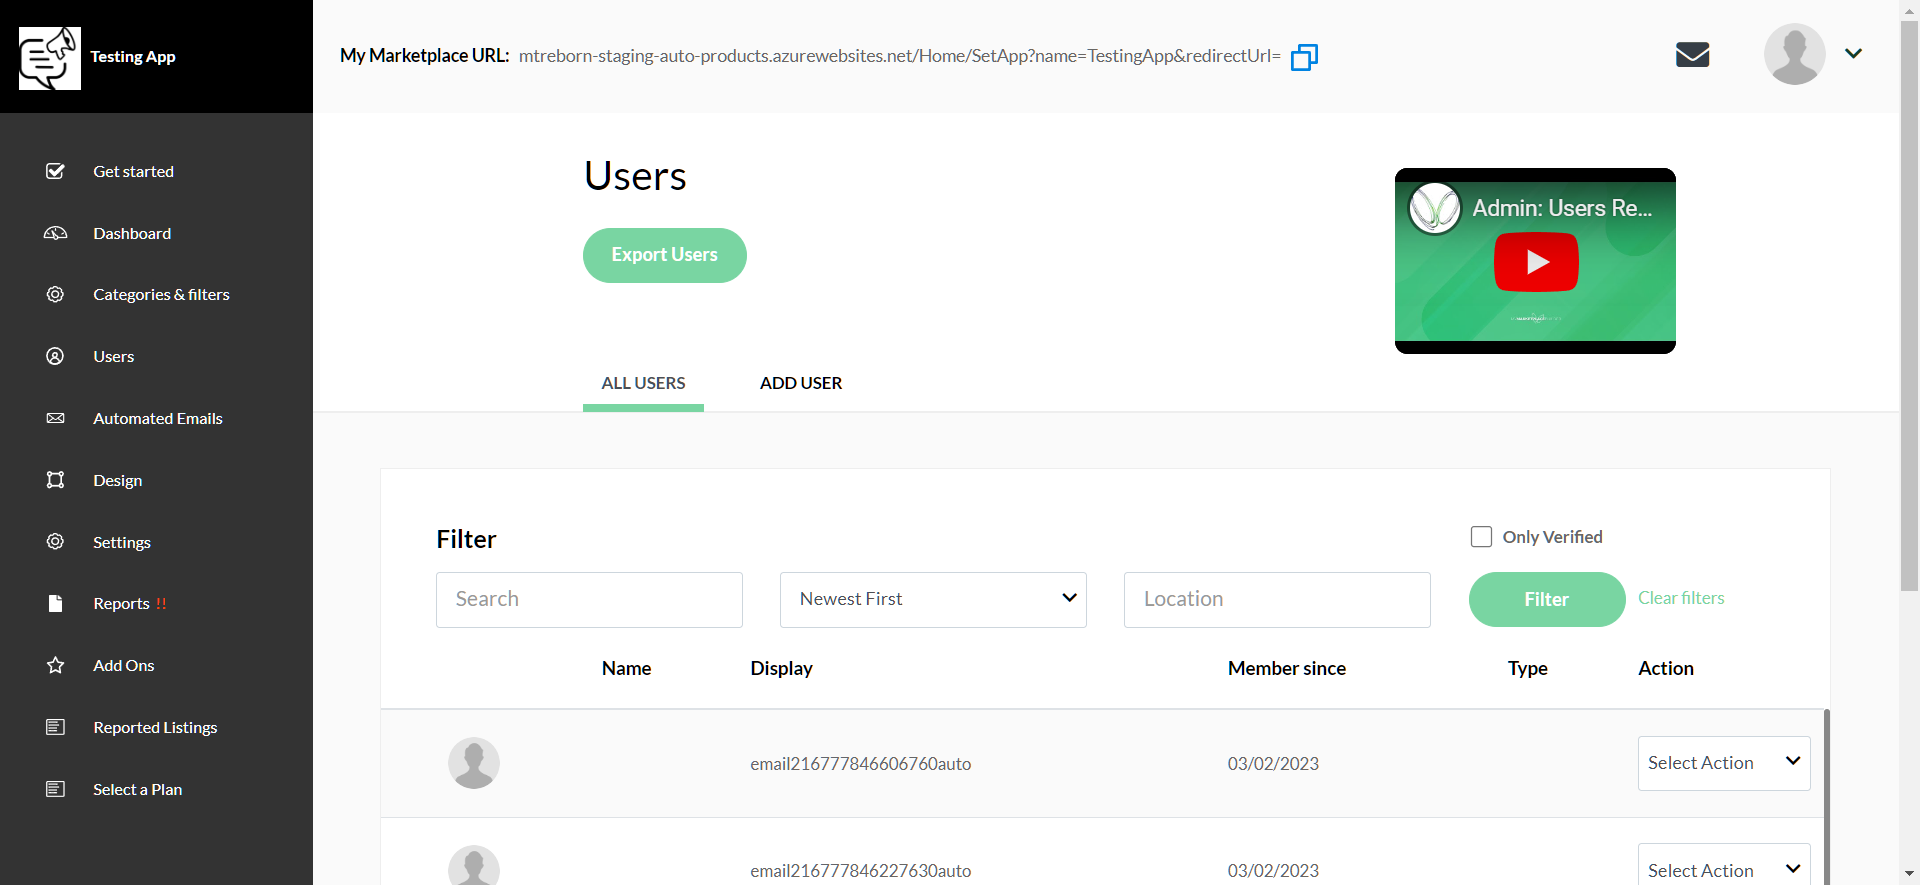 Testing App
My Marketplace URL: mtreborn-staging-auto-products.azurewebsites.net/Home/SetApp?name=TestingApp&redirectUrl=
Get started
Dashboard
Categories & filters
Users
Automated Emails
Design
Settings
Reports !!
Add Ons
Reported Listings
Select a Plan
Users
Export Users
Admin: Users Re...
ALL USERS ADD USER
Filter
Only Verified
Search Newest First Location Filter Clear filters
Name Display Member since Type Action
email216777846606760auto 03/02/2023 Select Action
email216777846227630auto 03/02/2023 Select Action